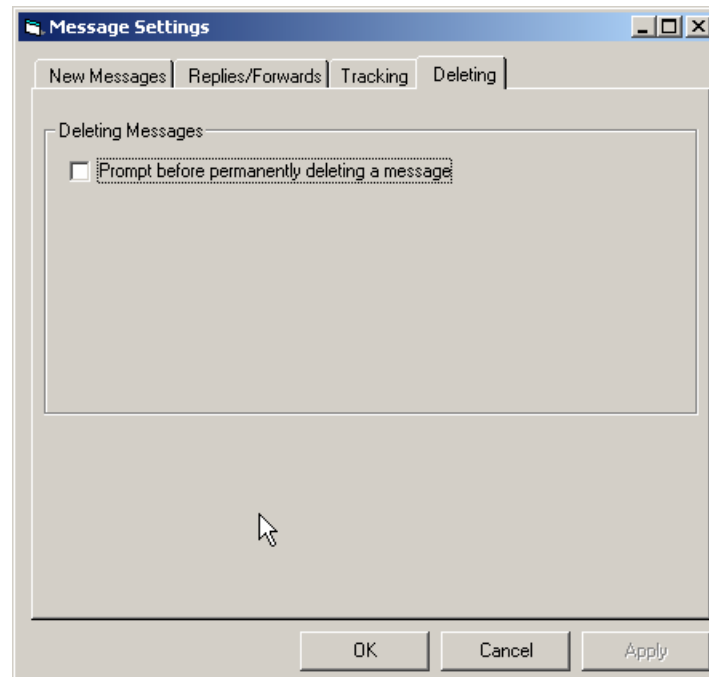 Message Settings
New Messages Replies/Forwards Tracking Deleting
Deleting Messages
Prompt before permanently deleting a message
OK Cancel Apply